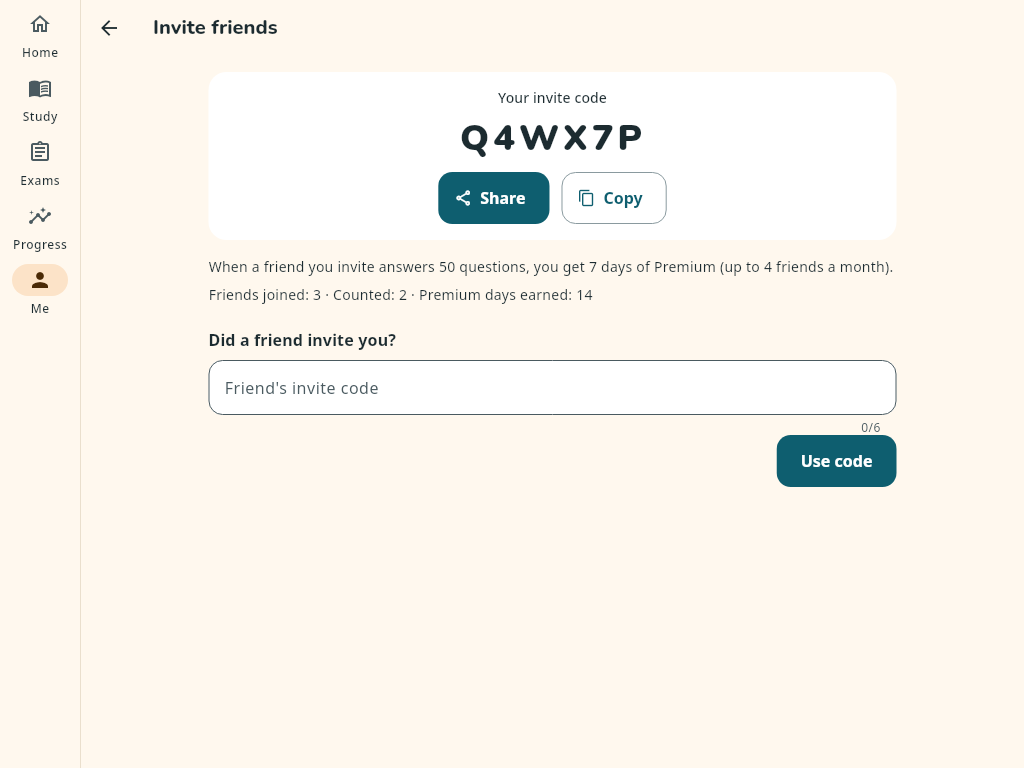 Invite friends
Home
Study
Exams
Progress
Me
Your invite code
Q4WX7P
Share
Copy
When a friend you invite answers 50 questions, you get 7 days of Premium (up to 4 friends a month).
Friends joined: 3 · Counted: 2 · Premium days earned: 14
Did a friend invite you?
Friend's invite code
0/6
Use code